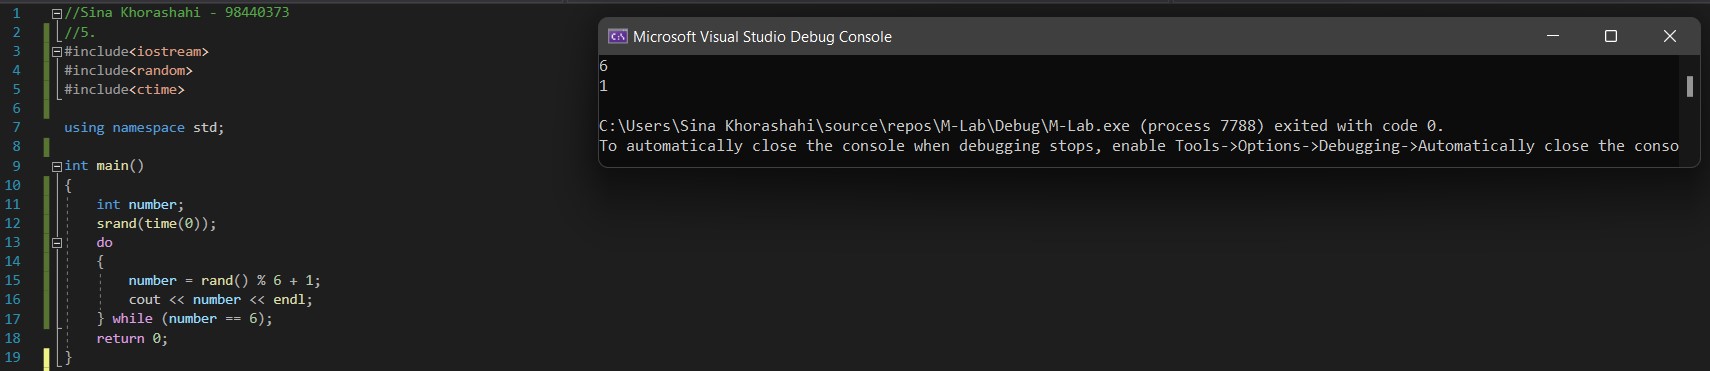 1 //Sina Khorashahi - 98440373
2 //5.
3 #include<iostream>
4 #include<random>
5 #include<ctime>
6
7 using namespace std;
8
9 int main()
10 {
11 int number;
12 srand(time(0));
13 do
14 {
15 number = rand() % 6 + 1;
16 cout << number << endl;
17 } while (number == 6);
18 return 0;
19 }
C:\ Microsoft Visual Studio Debug Console
6
1
C:\Users\Sina Khorashahi\source\repos\M-Lab\Debug\M-Lab.exe (process 7788) exited with code 0.
To automatically close the console when debugging stops, enable Tools->Options->Debugging->Automatically close the conso